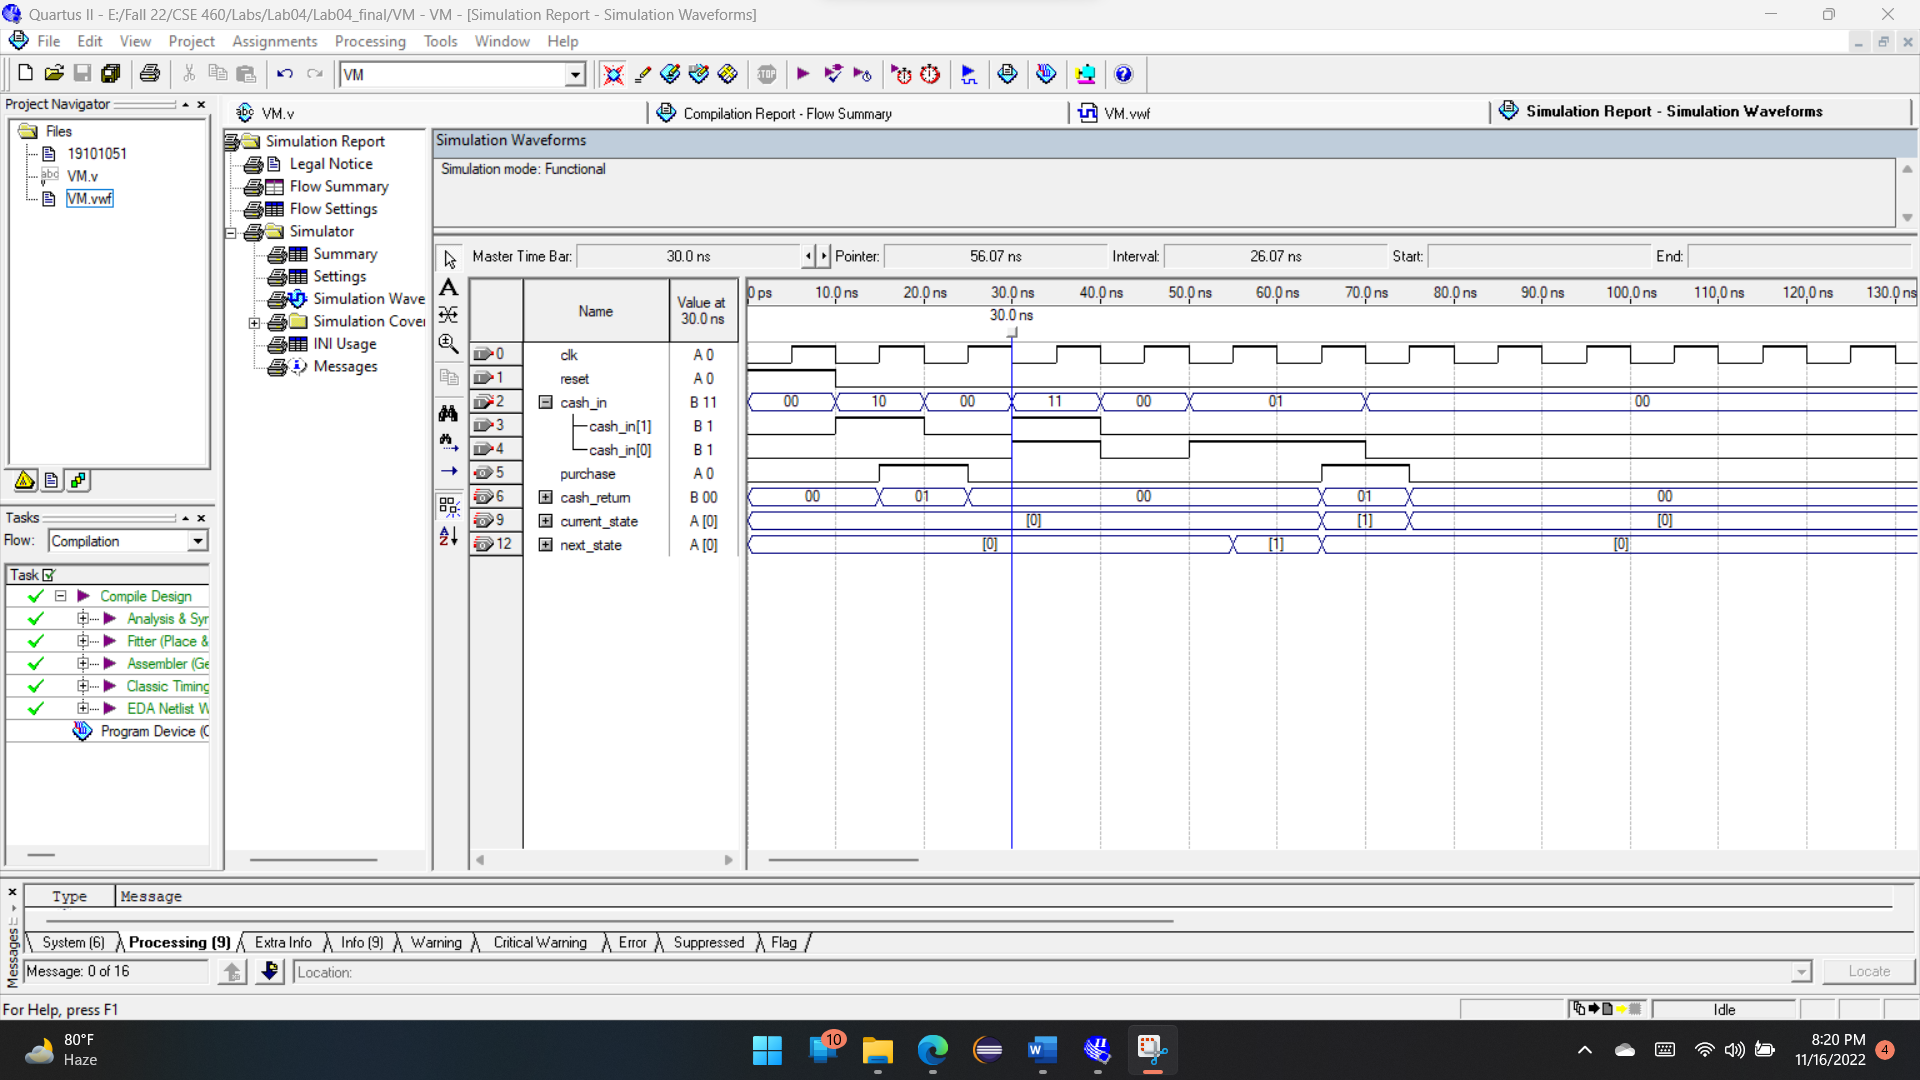 Quartus II - E:/Fall 22/CSE 460/Labs/Lab04/Lab04_final/VM - VM - [Simulation Report - Simulation Waveforms]
File Edit View Project Assignments Processing Tools Window Help
VM
STOP
Project Navigator
Files
19101051
VM.v
VM.vwf
VM.v
Compilation Report - Flow Summary
VM.vwf
Simulation Report - Simulation Waveforms
Simulation Report
Legal Notice
Flow Summary
Flow Settings
Simulator
Summary
Settings
Simulation Wave
Simulation Cover
INI Usage
Messages
Simulation Waveforms
Simulation mode: Functional
Master Time Bar: 30.0 ns Pointer: 56.07 ns Interval: 26.07 ns Start: End:
Name
Value at
30.0 ns
0 ps 10.0 ns 20.0 ns 30.0 ns 40.0 ns 50.0 ns 60.0 ns 70.0 ns 80.0 ns 90.0 ns 100.0 ns 110.0 ns 120.0 ns 130.0 ns
30.0 ns
0 clk A 0
1 reset A 0
2 cash_in B 11 00 10 00 11 00 01 00
3 cash_in[1] B 1
4 cash_in[0] B 1
5 purchase A 0
6 cash_return B 00 00 01 00 01 00
9 current_state A [0] [0] [1] [0]
12 next_state A [0] [0] [1] [0]
Tasks
Flow: Compilation
Task
Compile Design
Analysis & Syr
Fitter (Place &
Assembler (Ge
Classic Timing
EDA Netlist W
Program Device (O
Type Message
System (6) Processing (9) Extra Info Info (9) Warning Critical Warning Error Suppressed Flag
Messages
Message: 0 of 16
Location:
Locate
For Help, press F1
Idle
80°F
Haze
10
8:20 PM
11/16/2022
4